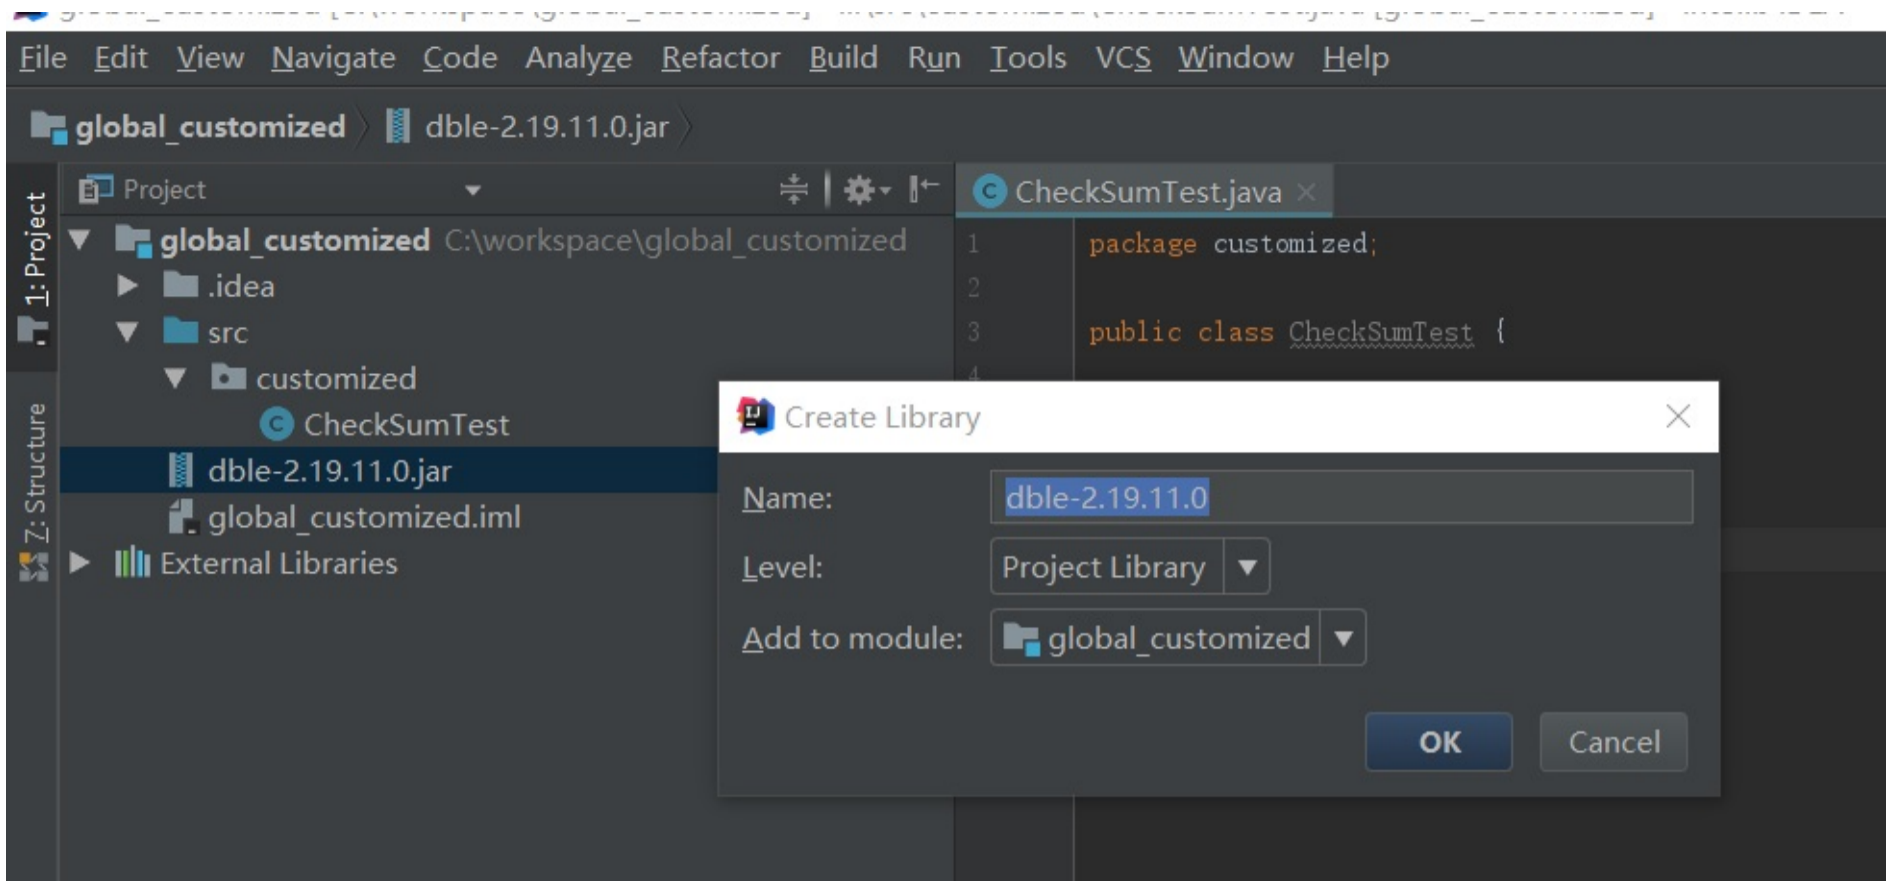 File Edit View Navigate Code Analyze Refactor Build Run Tools VCS Window Help
global_customized dble-2.19.11.0.jar
1: Project
7: Structure
Project
global_customized C:\workspace\global_customized
.idea
src
customized
CheckSumTest
dble-2.19.11.0.jar
global_customized.iml
External Libraries
CheckSumTest.java
1 package customized;
2
3 public class CheckSumTest {
4
Create Library
Name: dble-2.19.11.0
Level: Project Library
Add to module: global_customized
OK Cancel